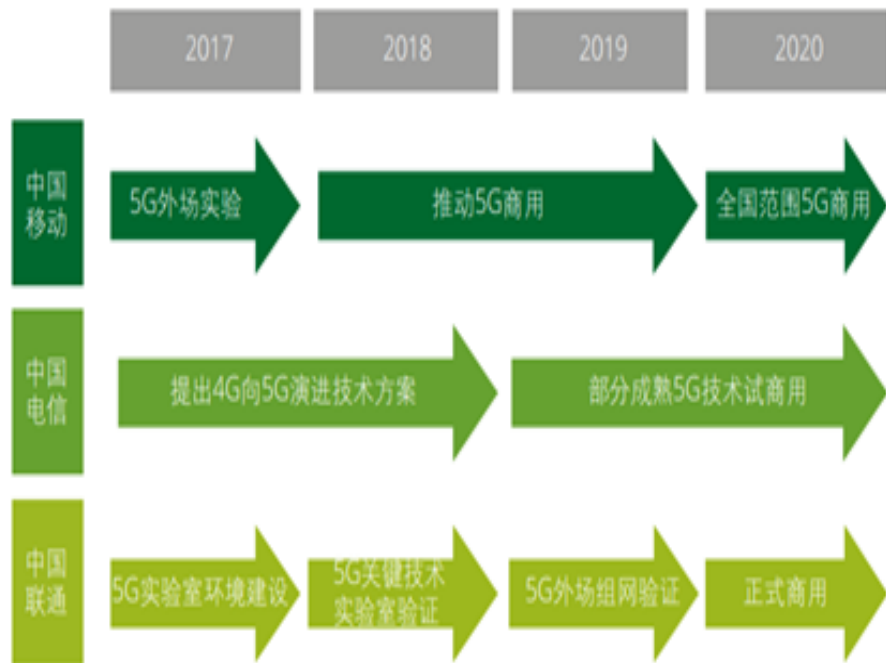 2017
2018
2019
2020
中国
移动
5G外场实验
推动5G商用
全国范围5G商用
中国
电信
提出4G向5G演进技术方案
部分成熟5G技术试商用
中国
联通
5G实验室环境建设
5G关键技术
实验室验证
5G外场组网验证
正式商用